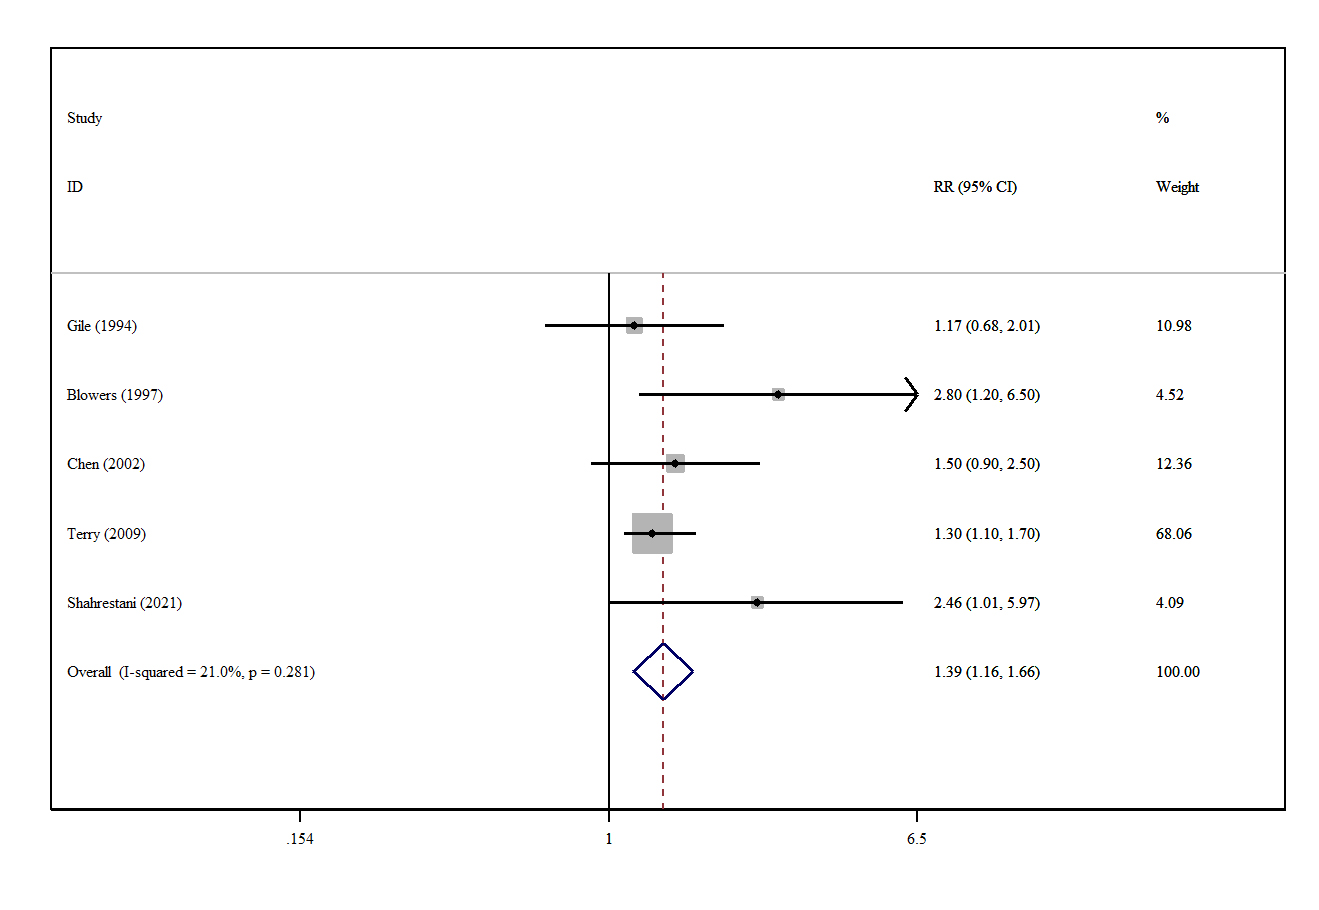 Study %
ID RR (95% CI) Weight
Gile (1994) 1.17 (0.68, 2.01) 10.98
Blowers (1997) 2.80 (1.20, 6.50) 4.52
Chen (2002) 1.50 (0.90, 2.50) 12.36
Terry (2009) 1.30 (1.10, 1.70) 68.06
Shahrestani (2021) 2.46 (1.01, 5.97) 4.09
Overall (I-squared = 21.0%, p = 0.281) 1.39 (1.16, 1.66) 100.00
.154 1 6.5